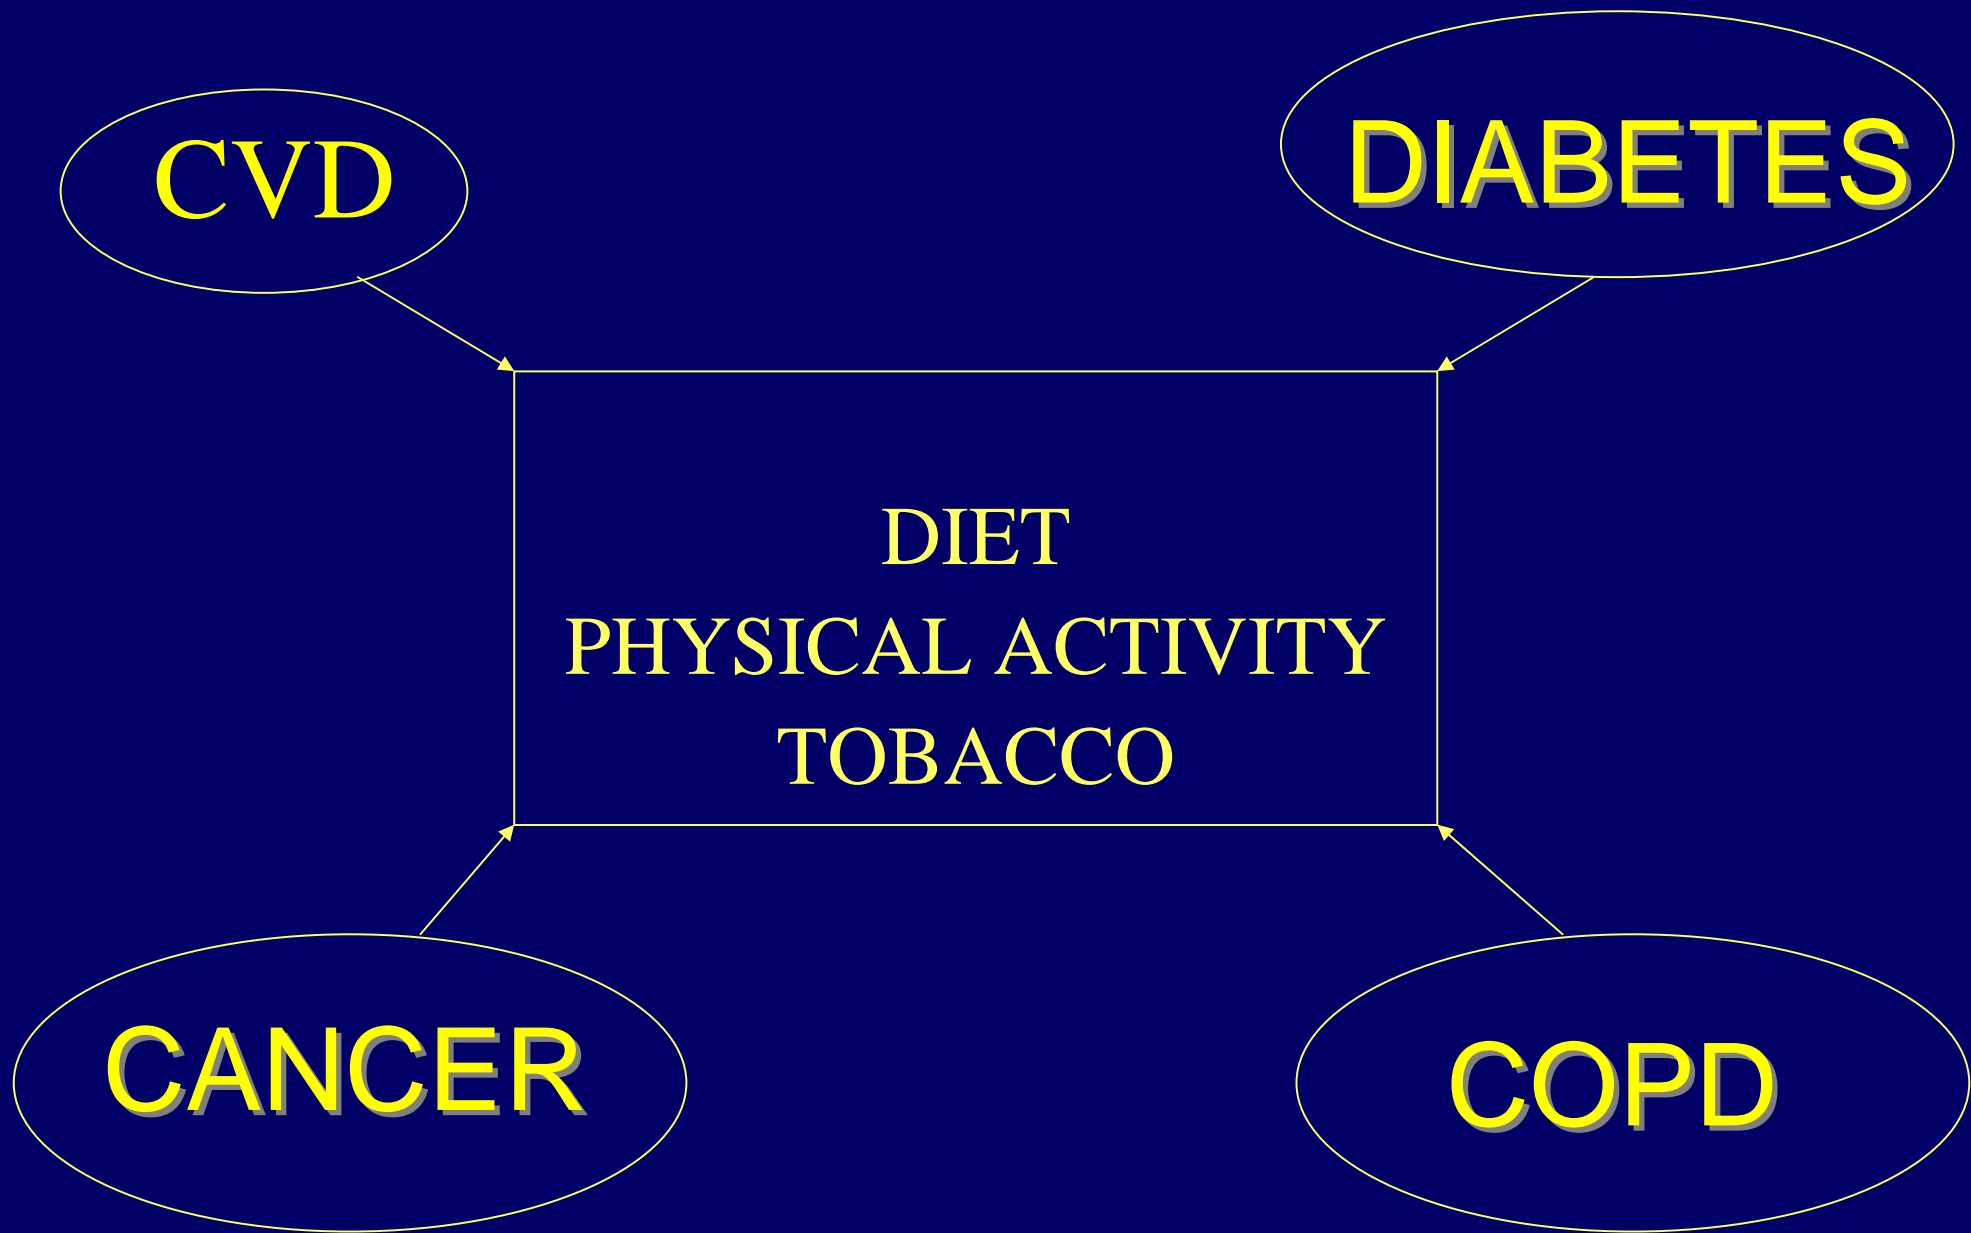 CVD
DIABETES
DIET
PHYSICAL ACTIVITY
TOBACCO
CANCER
COPD